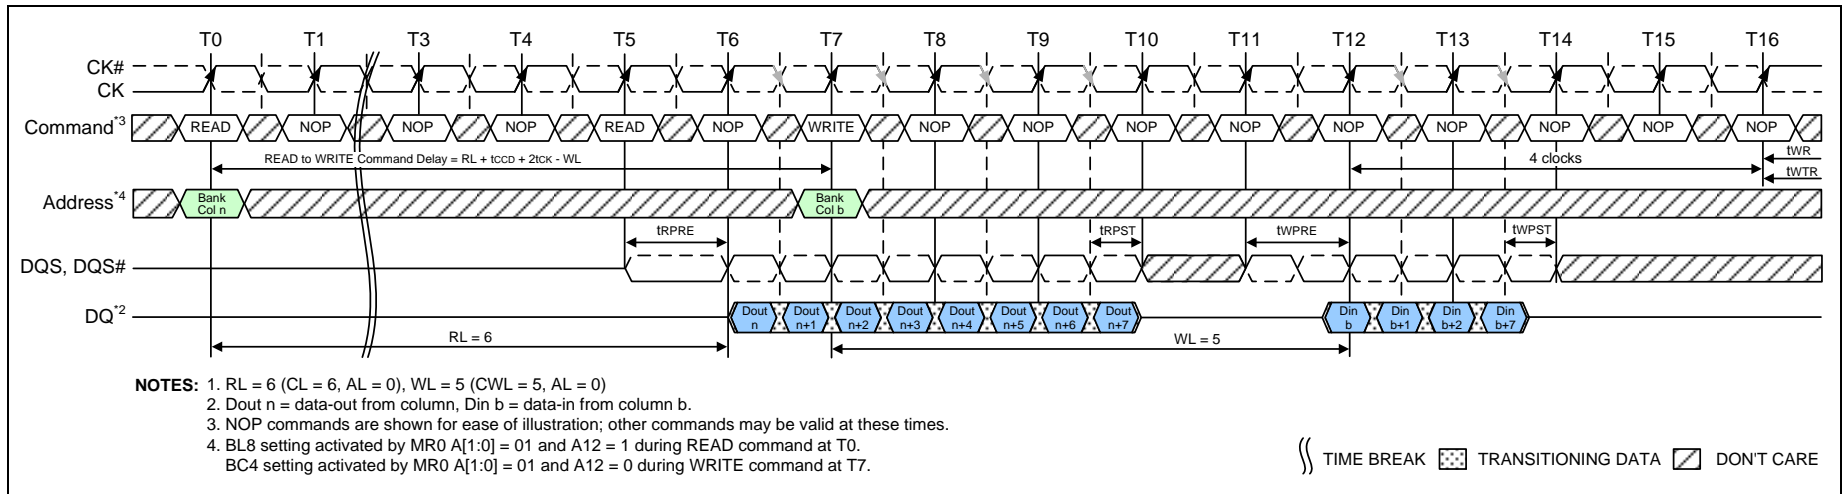 T0 T1 T3 T4 T5 T6 T7 T8 T9 T10 T11 T12 T13 T14 T15 T16
CK#
CK
Command*3 READ NOP NOP NOP READ NOP WRITE NOP NOP NOP NOP NOP NOP NOP NOP NOP
READ to WRITE Command Delay = RL + tCCD + 2tCK - WL 4 clocks tWR
tWTR
Address*4 Bank Col n Bank Col b
tRPRE tRPST tWPRE tWPST
DQS, DQS#
DQ*2 Dout n Dout n+1 Dout n+2 Dout n+3 Dout n+4 Dout n+5 Dout n+6 Dout n+7 Din b Din b+1 Din b+2 Din b+7
RL = 6 WL = 5
NOTES: 1. RL = 6 (CL = 6, AL = 0), WL = 5 (CWL = 5, AL = 0)
2. Dout n = data-out from column, Din b = data-in from column b.
3. NOP commands are shown for ease of illustration; other commands may be valid at these times.
4. BL8 setting activated by MR0 A[1:0] = 01 and A12 = 1 during READ command at T0.
BC4 setting activated by MR0 A[1:0] = 01 and A12 = 0 during WRITE command at T7.
TIME BREAK TRANSITIONING DATA DON'T CARE